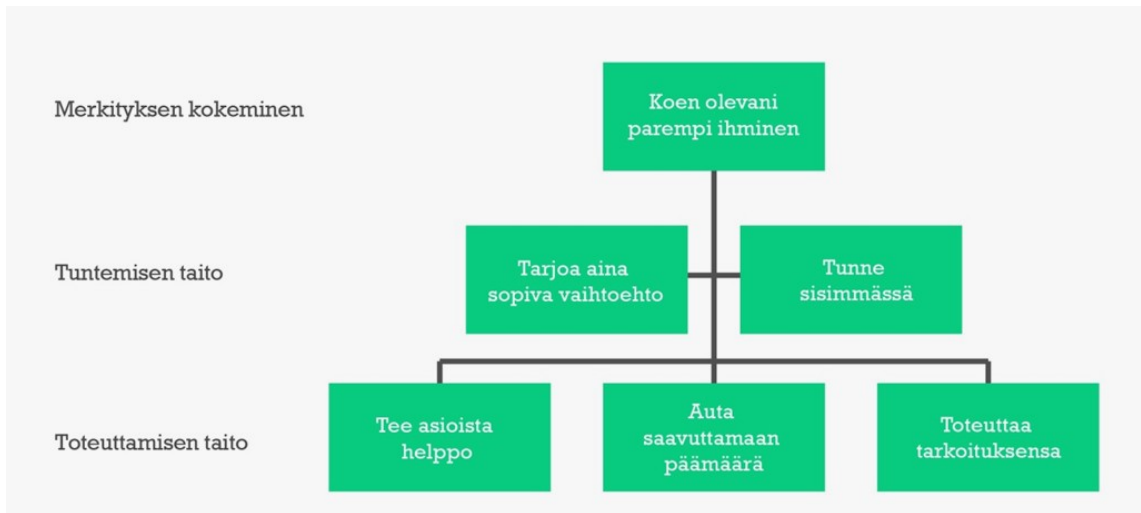 Merkityksen kokeminen
Koen olevani
parempi ihminen
Tuntemisen taito
Tarjoa aina
sopiva vaihtoehto
Tunne
sisimmässä
Toteuttamisen taito
Tee asioista
helppo
Auta
saavuttamaan
päämäärä
Toteuttaa
tarkoituksensa